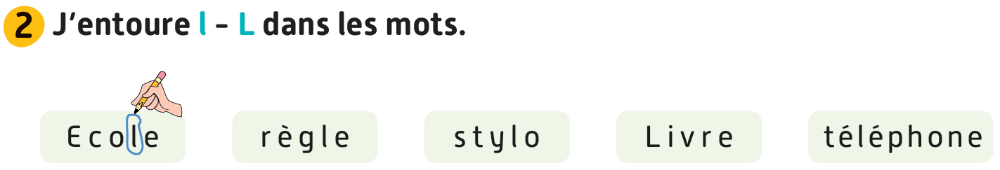 2 J'entoure l - L dans les mots.
Ecole règle stylo Livre téléphone